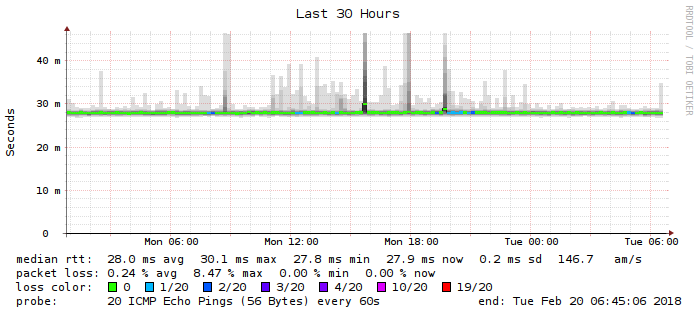 Last 30 Hours
RRDTOOL / TOBI OETIKER
Seconds
40 m
30 m
20 m
10 m
0
Mon 06:00 Mon 12:00 Mon 18:00 Tue 00:00 Tue 06:00
median rtt: 28.0 ms avg 30.1 ms max 27.8 ms min 27.9 ms now 0.2 ms sd 146.7 am/s
packet loss: 0.24 % avg 8.47 % max 0.00 % min 0.00 % now
loss color: 0 1/20 2/20 3/20 4/20 10/20 19/20
probe: 20 ICMP Echo Pings (56 Bytes) every 60s end: Tue Feb 20 06:45:06 2018